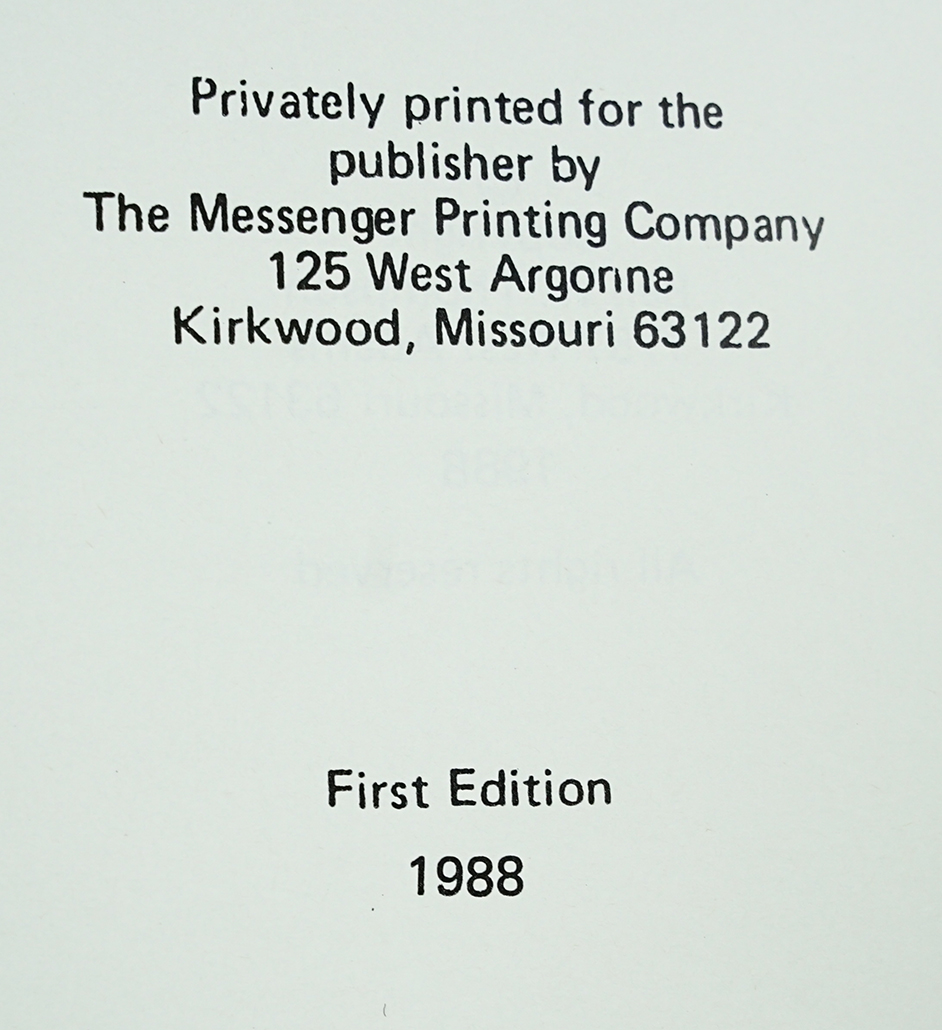 Privately printed for the
publisher by
The Messenger Printing Company
125 West Argonne
Kirkwood, Missouri 63122
First Edition
1988